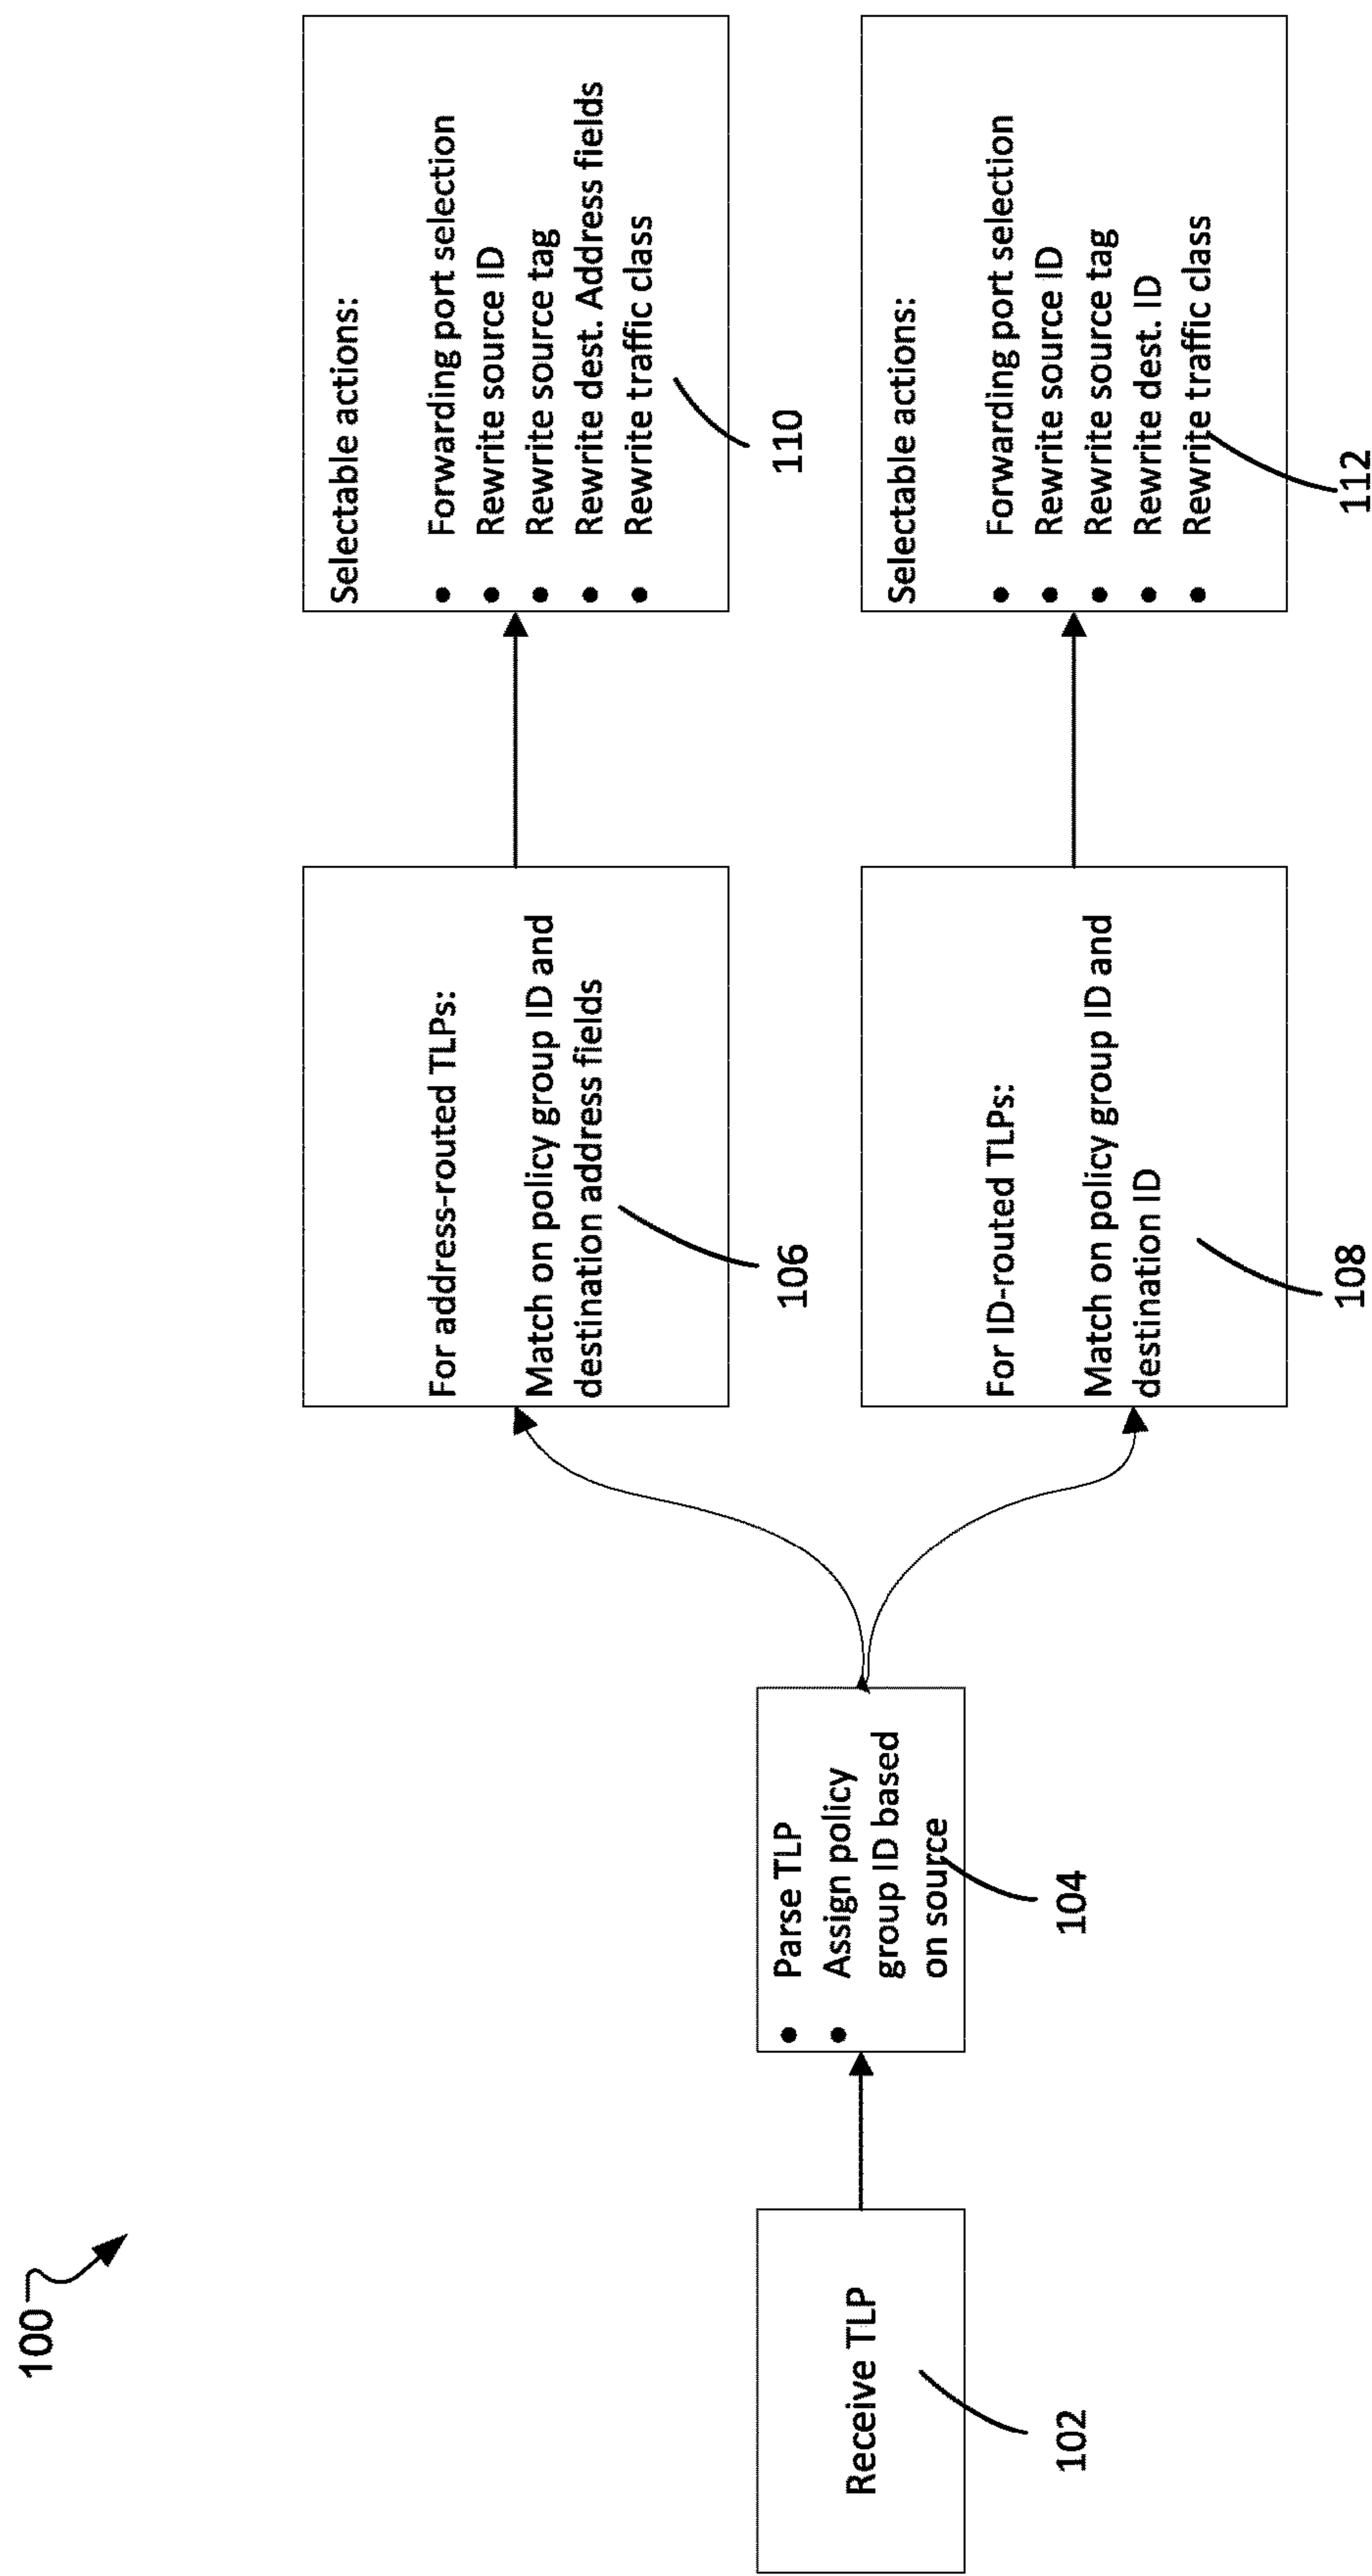 100
Receive TLP
102
• Parse TLP
• Assign policy
group ID based
on source
104
For address-routed TLPs:
Match on policy group ID and
destination address fields
106
Selectable actions:
• Forwarding port selection
• Rewrite source ID
• Rewrite source tag
• Rewrite dest. Address fields
• Rewrite traffic class
110
For ID-routed TLPs:
Match on policy group ID and
destination ID
108
Selectable actions:
• Forwarding port selection
• Rewrite source ID
• Rewrite source tag
• Rewrite dest. ID
• Rewrite traffic class
112